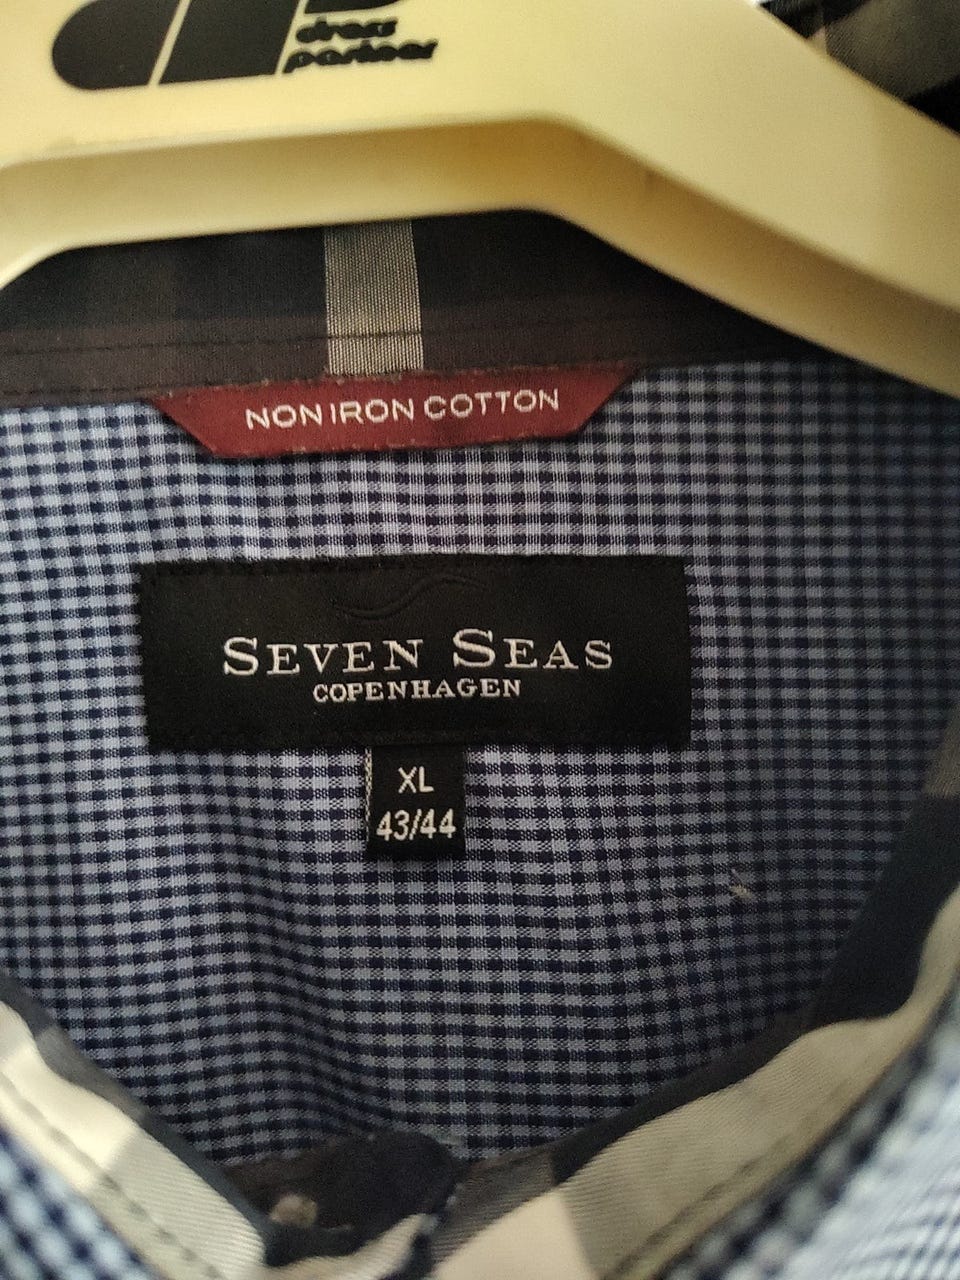 dress
partner
NON IRON COTTON
SEVEN SEAS
COPENHAGEN
XL
43/44